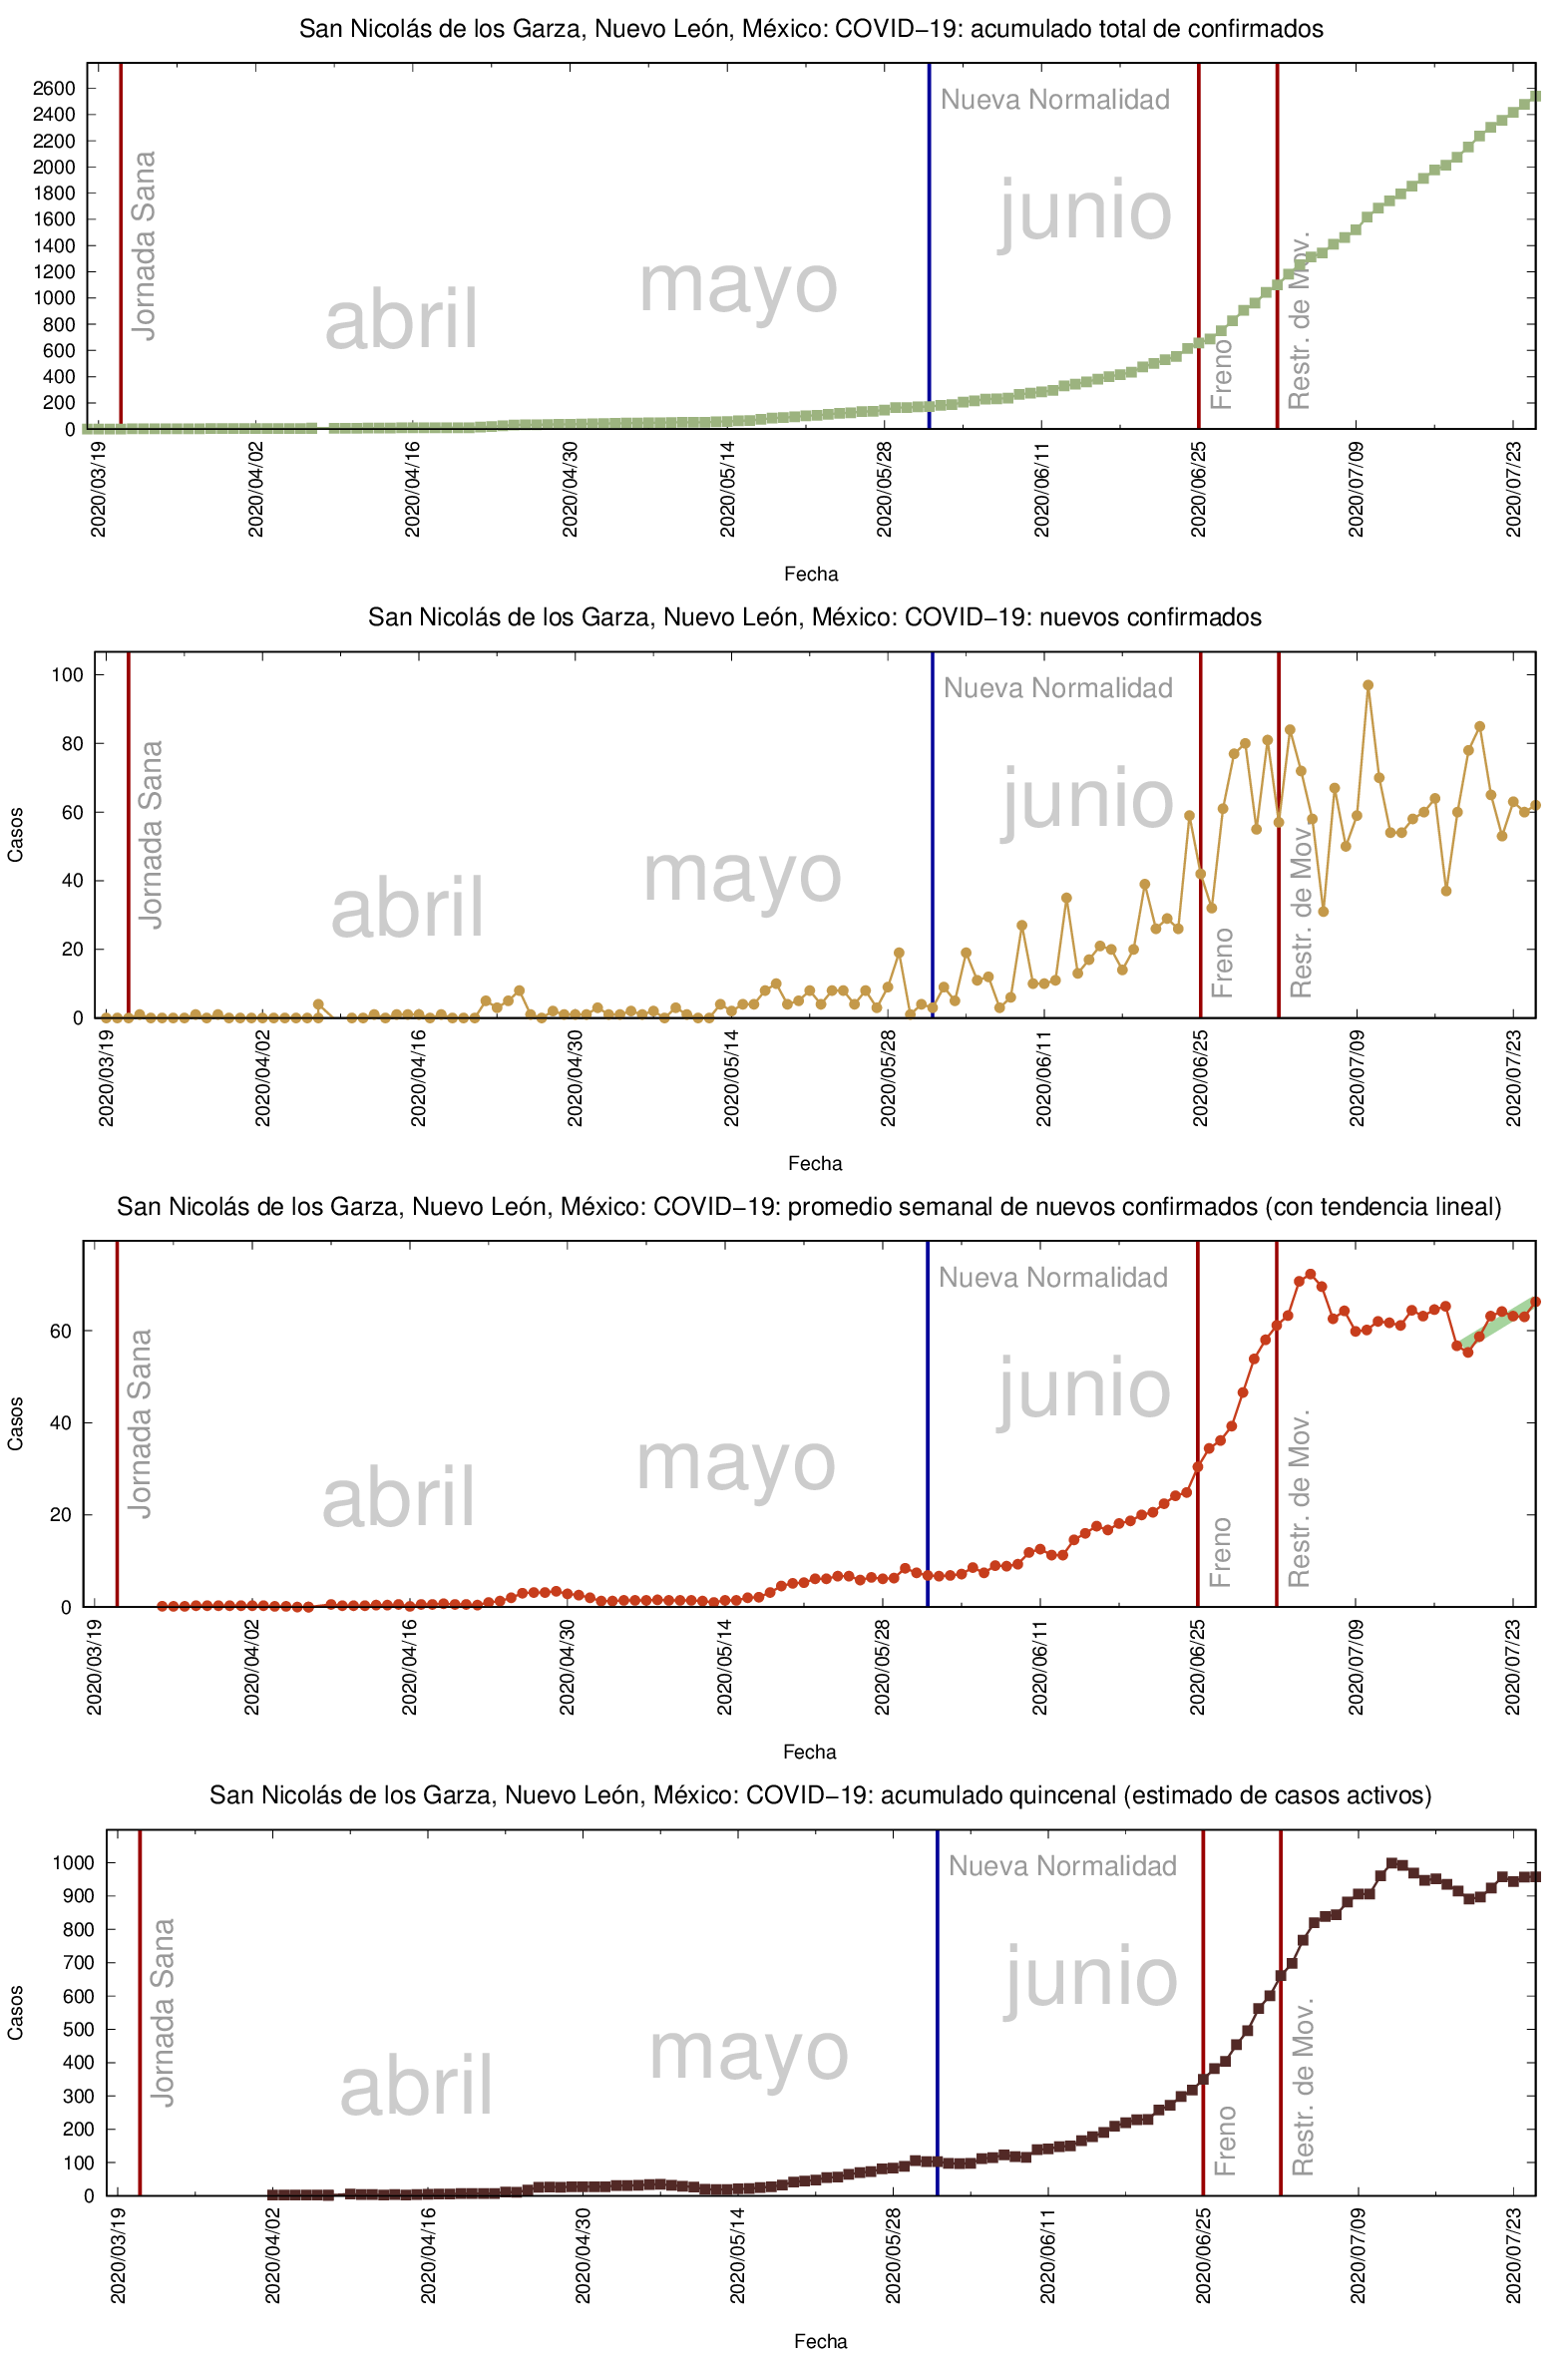 San Nicolás de los Garza, Nuevo León, México: COVID−19: acumulado total de confirmados
2600
2400
2200
2000
1800
1600
1400
1200
1000
800
600
400
200
0
Jornada Sana
abril
mayo
Nueva Normalidad
junio
Freno
Restr. de Mov.
2020/03/19
2020/04/02
2020/04/16
2020/04/30
2020/05/14
2020/05/28
2020/06/11
2020/06/25
2020/07/09
2020/07/23
Fecha
San Nicolás de los Garza, Nuevo León, México: COVID−19: nuevos confirmados
Casos
100
80
60
40
20
0
Jornada Sana
abril
mayo
Nueva Normalidad
junio
Freno
Restr. de Mov.
2020/03/19
2020/04/02
2020/04/16
2020/04/30
2020/05/14
2020/05/28
2020/06/11
2020/06/25
2020/07/09
2020/07/23
Fecha
San Nicolás de los Garza, Nuevo León, México: COVID−19: promedio semanal de nuevos confirmados (con tendencia lineal)
Casos
60
40
20
0
Jornada Sana
abril
mayo
Nueva Normalidad
junio
Freno
Restr. de Mov.
2020/03/19
2020/04/02
2020/04/16
2020/04/30
2020/05/14
2020/05/28
2020/06/11
2020/06/25
2020/07/09
2020/07/23
Fecha
San Nicolás de los Garza, Nuevo León, México: COVID−19: acumulado quincenal (estimado de casos activos)
Casos
1000
900
800
700
600
500
400
300
200
100
0
Jornada Sana
abril
mayo
Nueva Normalidad
junio
Freno
Restr. de Mov.
2020/03/19
2020/04/02
2020/04/16
2020/04/30
2020/05/14
2020/05/28
2020/06/11
2020/06/25
2020/07/09
2020/07/23
Fecha